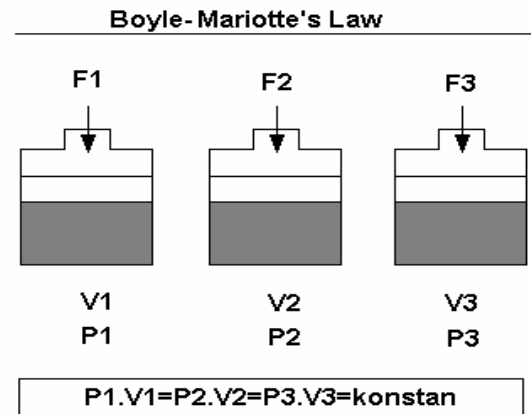 Boyle-Mariotte's Law
F1 F2 F3
V1 V2 V3
P1 P2 P3
P1.V1=P2.V2=P3.V3=konstan